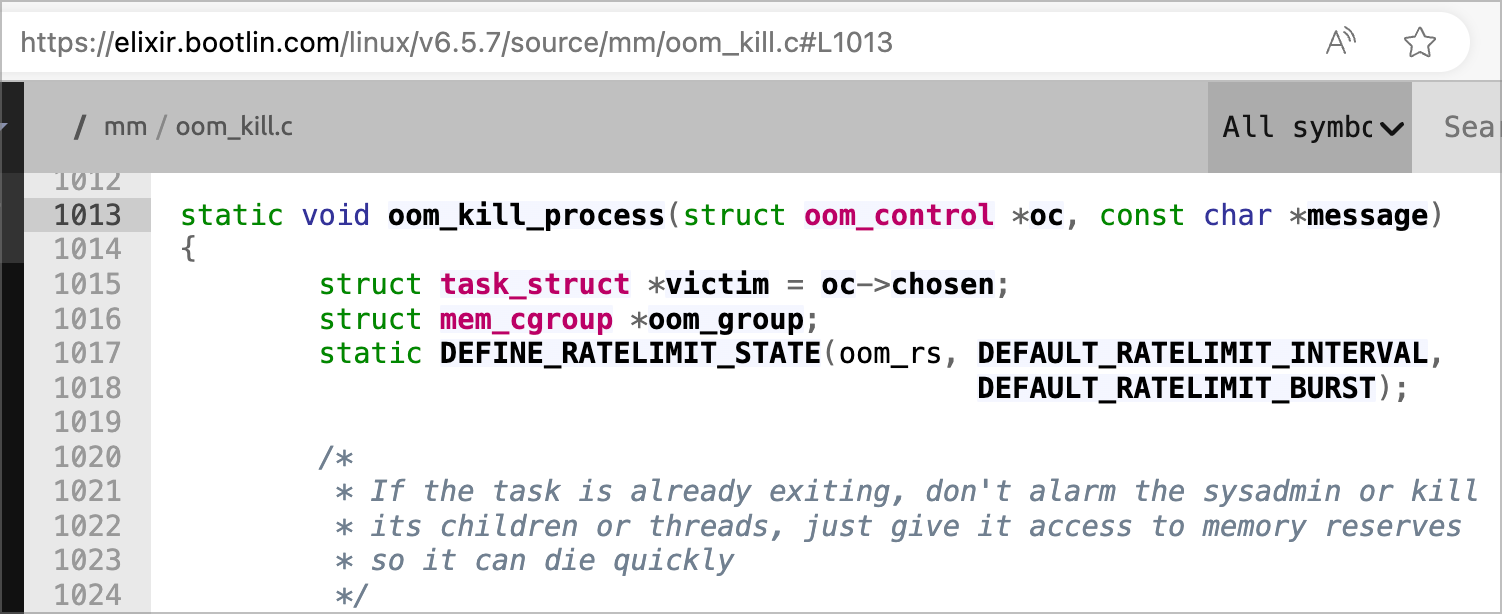 https://elixir.bootlin.com/linux/v6.5.7/source/mm/oom_kill.c#L1013
/ mm / oom_kill.c All symbo
1012
1013 static void oom_kill_process(struct oom_control *oc, const char *message)
1014 {
1015 struct task_struct *victim = oc->chosen;
1016 struct mem_cgroup *oom_group;
1017 static DEFINE_RATELIMIT_STATE(oom_rs, DEFAULT_RATELIMIT_INTERVAL,
1018 DEFAULT_RATELIMIT_BURST);
1019
1020 /*
1021 * If the task is already exiting, don't alarm the sysadmin or kill
1022 * its children or threads, just give it access to memory reserves
1023 * so it can die quickly
1024 */